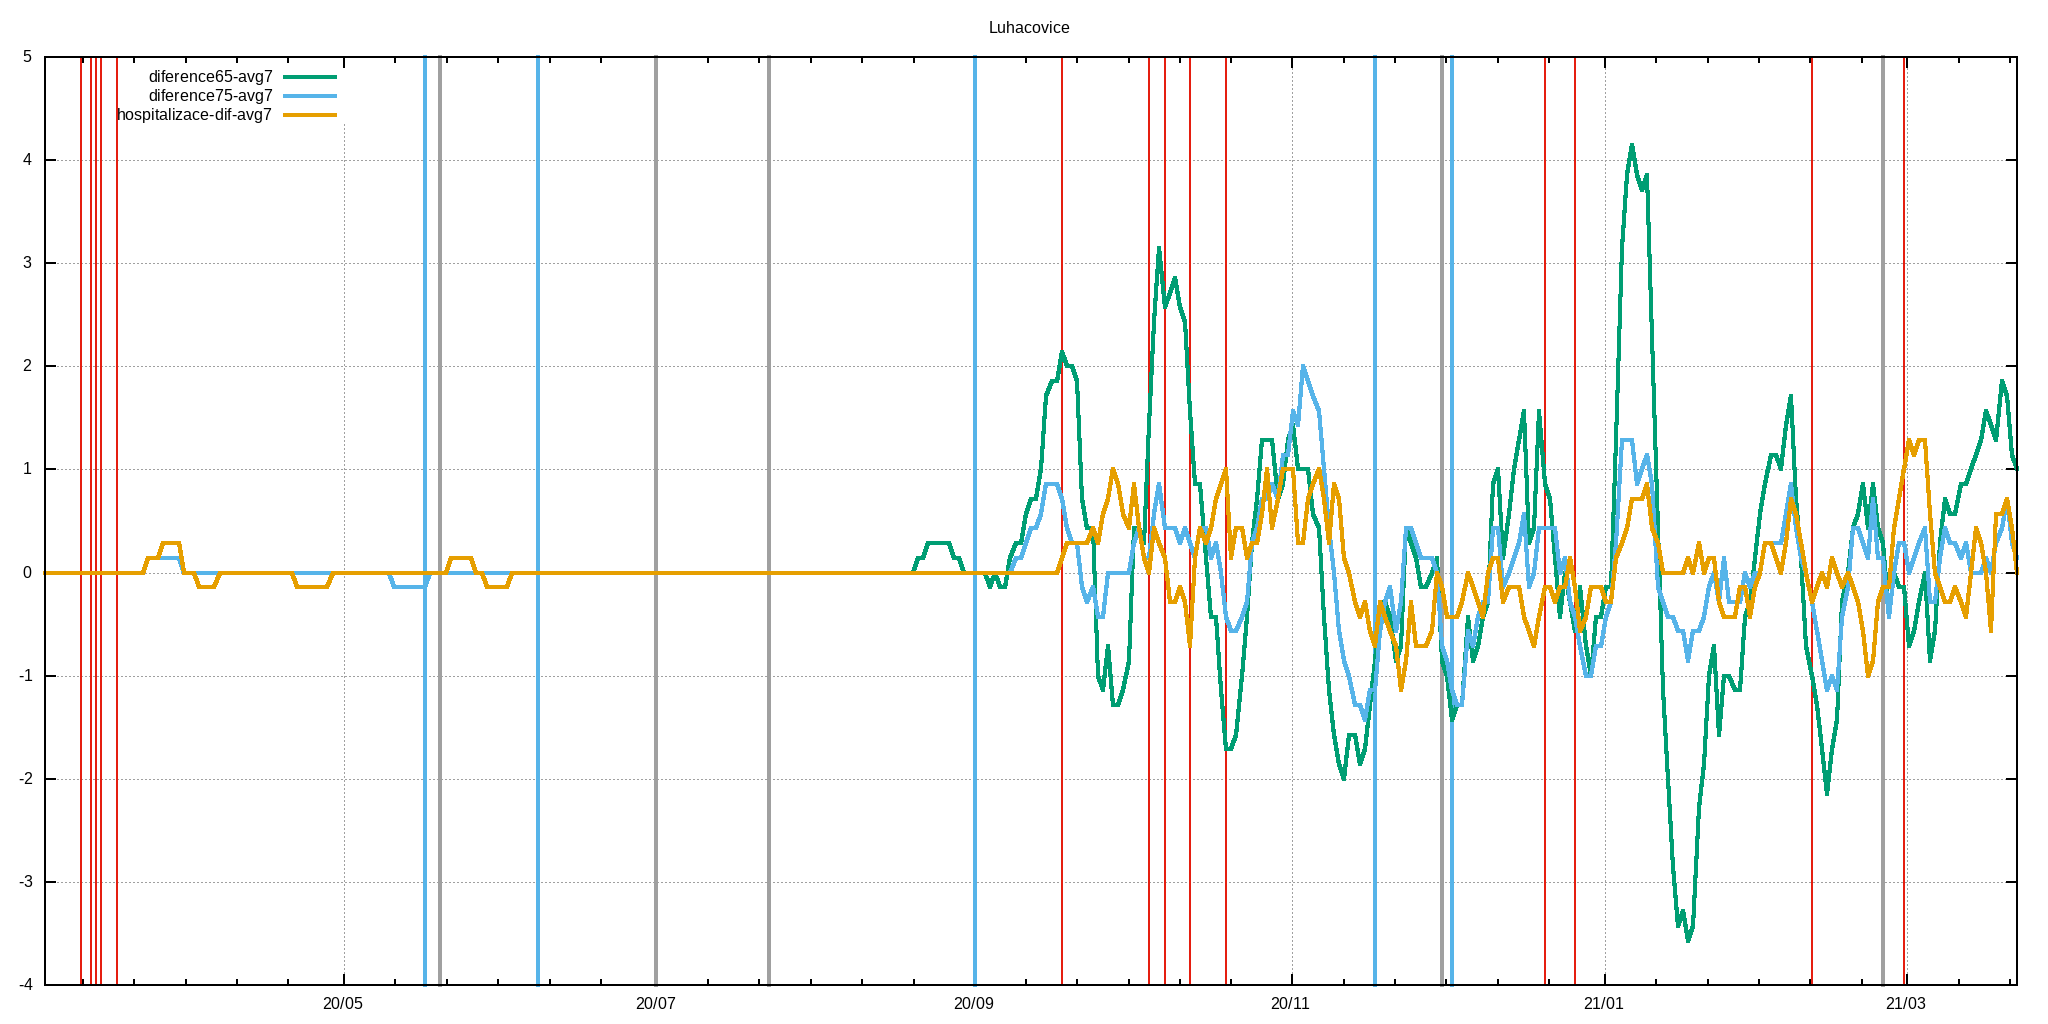 Luhacovice
5
diference65-avg7
diference75-avg7
hospitalizace-dif-avg7
4
3
2
1
0
-1
-2
-3
-4
20/05 20/07 20/09 20/11 21/01 21/03